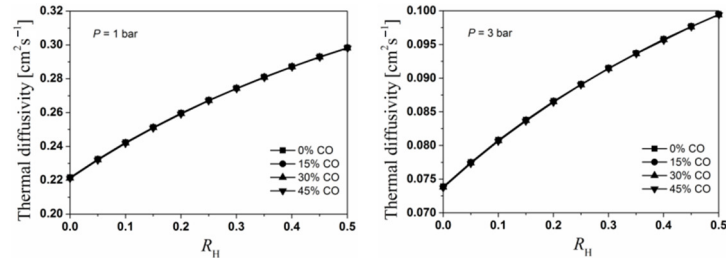 Thermal diffusivity [cm²s⁻¹]
0.32
0.30
0.28
0.26
0.24
0.22
0.20
P = 1 bar
0% CO
15% CO
30% CO
45% CO
0.0 0.1 0.2 0.3 0.4 0.5
R_H
Thermal diffusivity [cm²s⁻¹]
0.100
0.095
0.090
0.085
0.080
0.075
0.070
P = 3 bar
0% CO
15% CO
30% CO
45% CO
0.0 0.1 0.2 0.3 0.4 0.5
R_H